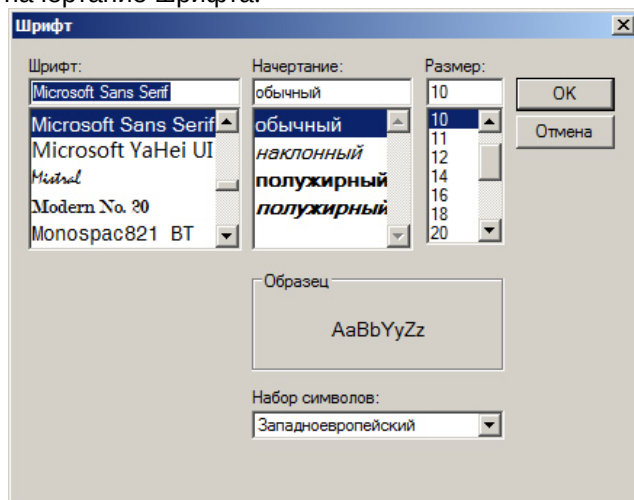 начертание шрифта.
Шрифт
Шрифт:
Начертание:
Размер:
Microsoft Sans Serif
обычный
10
OK
Отмена
Microsoft Sans Serif
Microsoft YaHei UI
Mistral
Modern No. 20
Monospac821 BT
обычный
наклонный
полужирный
полужирный
10
11
12
14
16
18
20
Образец
AaBbYyZz
Набор символов:
Западноевропейский